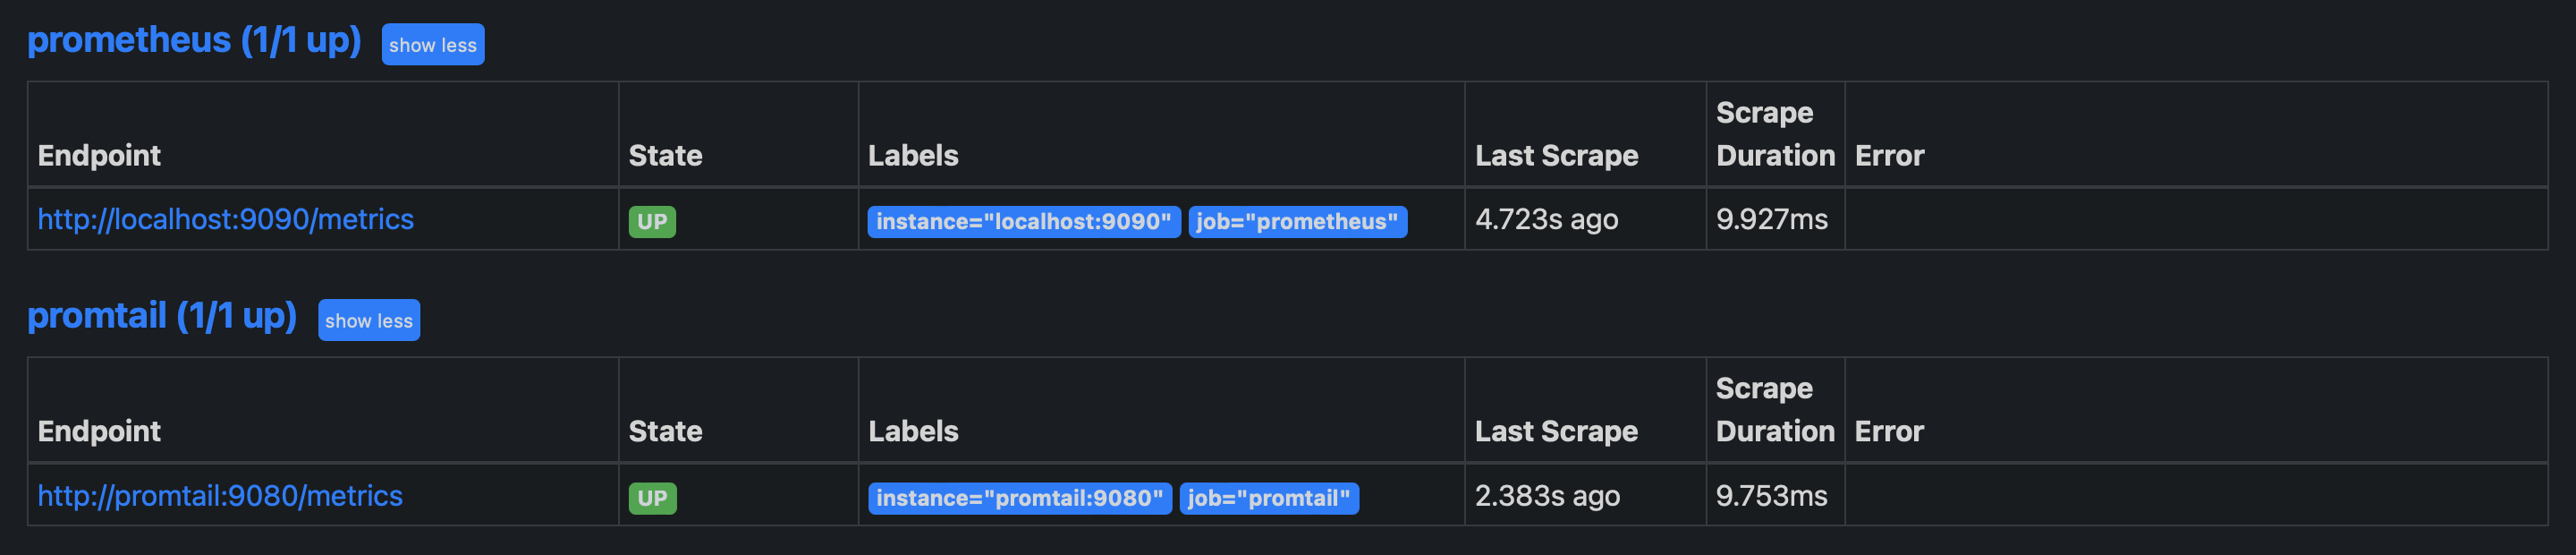 prometheus (1/1 up) show less
Endpoint State Labels Last Scrape Scrape Duration Error
http://localhost:9090/metrics UP instance="localhost:9090" job="prometheus" 4.723s ago 9.927ms
promtail (1/1 up) show less
Endpoint State Labels Last Scrape Scrape Duration Error
http://promtail:9080/metrics UP instance="promtail:9080" job="promtail" 2.383s ago 9.753ms